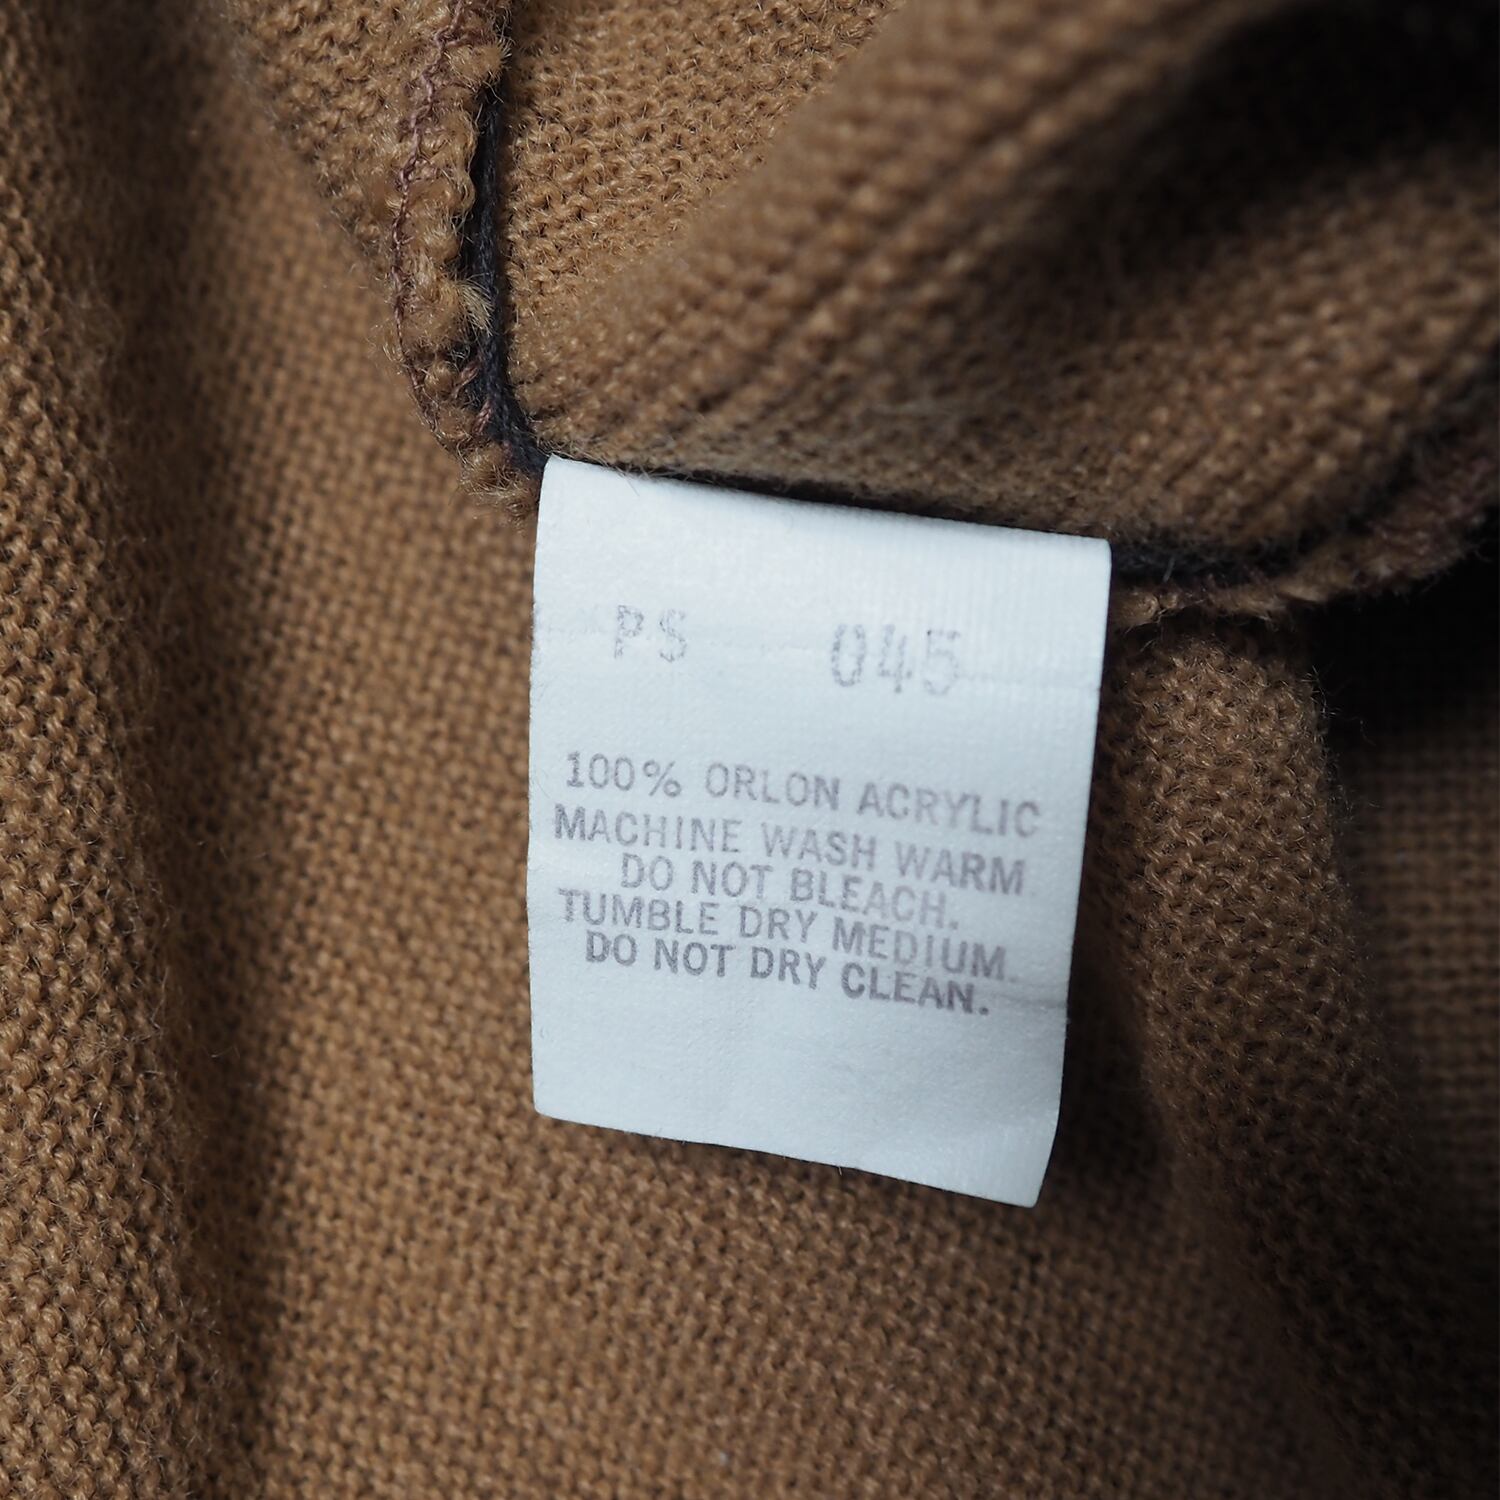 PS 045
100% ORLON ACRYLIC
MACHINE WASH WARM
DO NOT BLEACH.
TUMBLE DRY MEDIUM.
DO NOT DRY CLEAN.